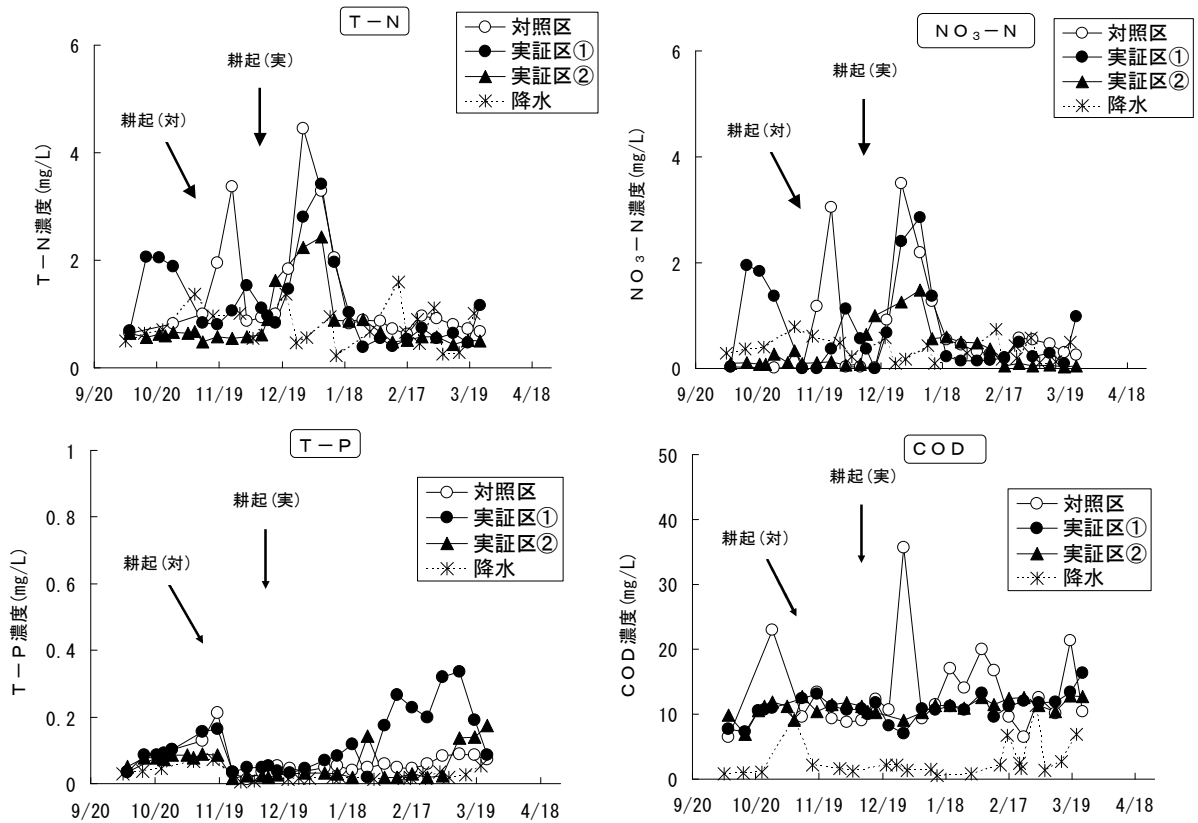 T－N
対照区
実証区①
実証区②
降水
耕起(実)
耕起(対)
T－N濃度(mg/L)
6
4
2
0
9/20 10/20 11/19 12/19 1/18 2/17 3/19 4/18
NO₃－N
対照区
実証区①
実証区②
降水
耕起(実)
耕起(対)
NO₃－N濃度(mg/L)
6
4
2
0
9/20 10/20 11/19 12/19 1/18 2/17 3/19 4/18
T－P
対照区
実証区①
実証区②
降水
耕起(実)
耕起(対)
T－P濃度(mg/L)
1
0.8
0.6
0.4
0.2
0
9/20 10/20 11/19 12/19 1/18 2/17 3/19 4/18
COD
対照区
実証区①
実証区②
降水
耕起(実)
耕起(対)
COD濃度(mg/L)
50
40
30
20
10
0
9/20 10/20 11/19 12/19 1/18 2/17 3/19 4/18